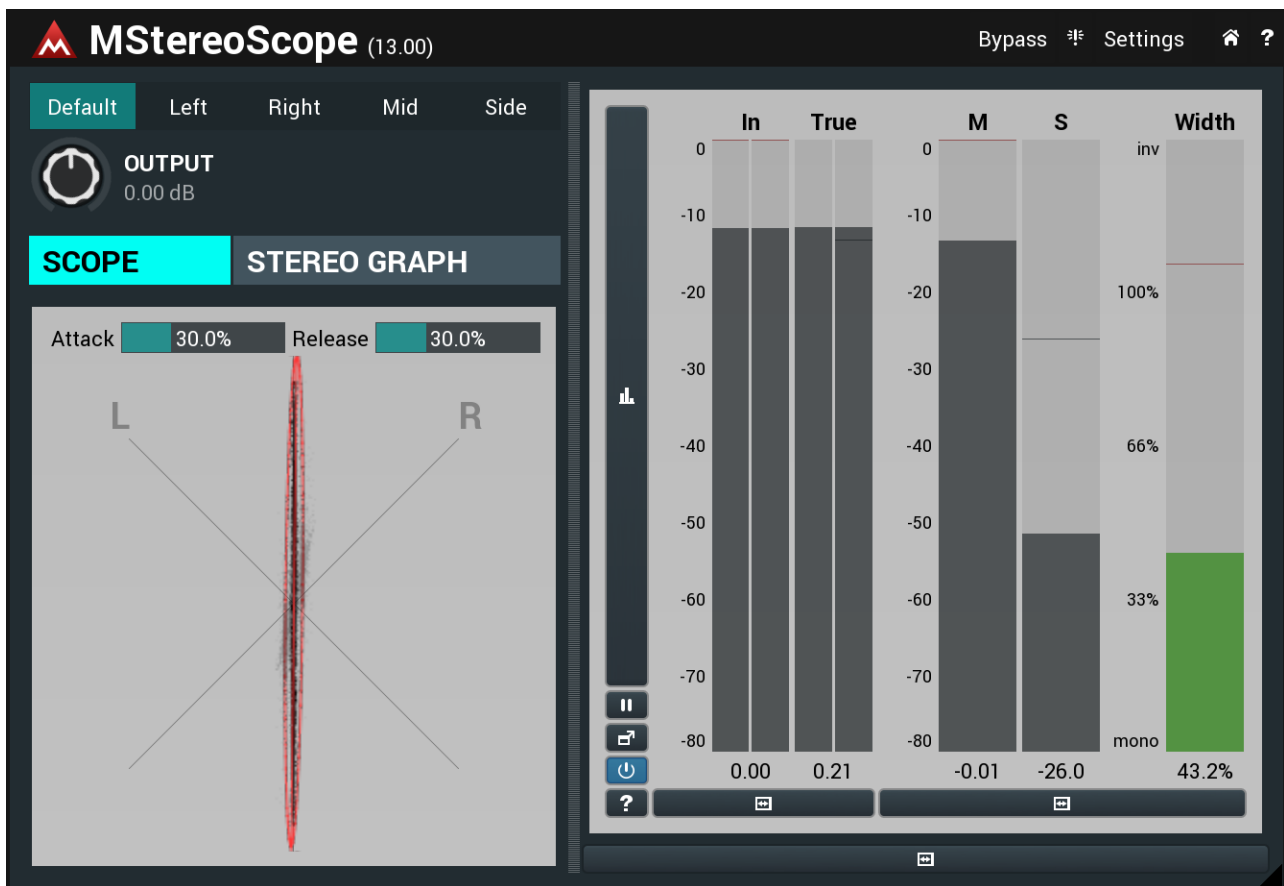 MStereoScope (13.00)
Bypass Settings ?
Default Left Right Mid Side
OUTPUT
0.00 dB
SCOPE STEREO GRAPH
Attack 30.0% Release 30.0%
L R
In True M S Width
0 0 inv
-10 -10
-20 -20 100%
-30 -30
-40 -40 66%
-50 -50
-60 -60 33%
-70 -70
-80 -80 mono
0.00 0.21 -0.01 -26.0 43.2%
?